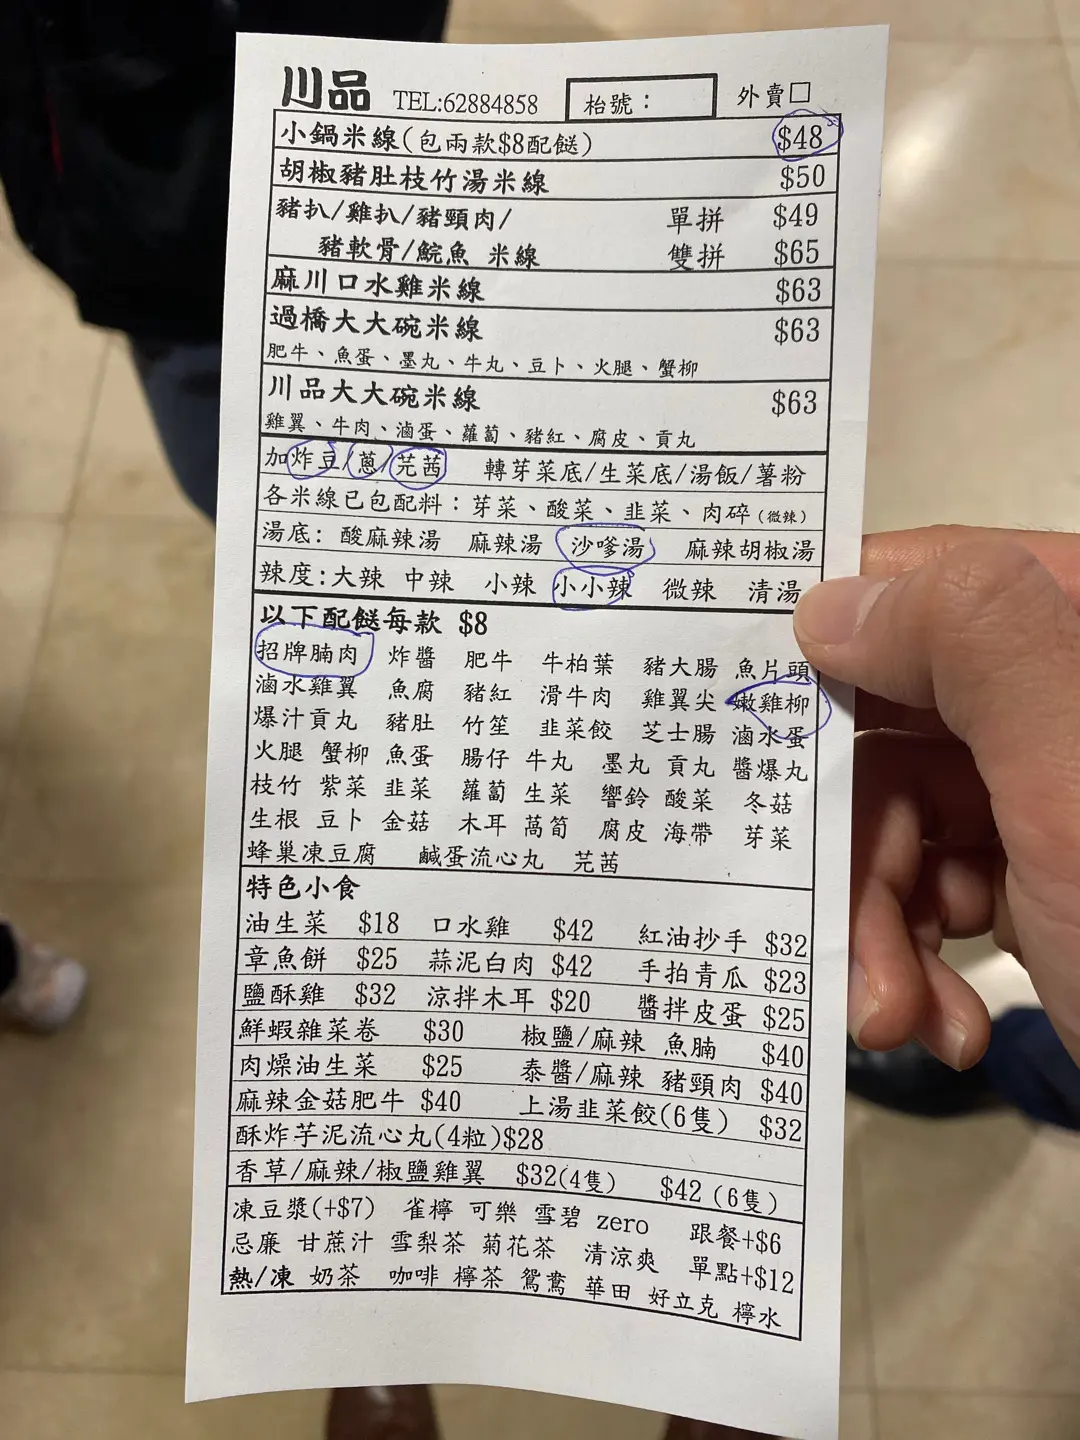 川品 TEL:62884858 枱號： 外賣□
小鍋米線(包兩款$8配餸) $48
胡椒豬肚枝竹湯米線 $50
豬扒/雞扒/豬頸肉/ 單拼 $49
豬軟骨/鯇魚 米線 雙拼 $65
麻川口水雞米線 $63
過橋大大碗米線 $63
肥牛、魚蛋、墨丸、牛丸、豆卜、火腿、蟹柳
川品大大碗米線 $63
雞翼、牛肉、滷蛋、蘿蔔、豬紅、腐皮、貢丸
加炸豆/蔥/芫茜 轉芽菜底/生菜底/湯飯/薯粉
各米線已包配料：芽菜、酸菜、韭菜、肉碎(微辣)
湯底: 酸麻辣湯 麻辣湯 沙嗲湯 麻辣胡椒湯
辣度:大辣 中辣 小辣 小小辣 微辣 清湯
以下配餸每款 $8
招牌腩肉 炸醬 肥牛 牛柏葉 豬大腸 魚片頭
滷水雞翼 魚腐 豬紅 滑牛肉 雞翼尖 嫩雞柳
爆汁貢丸 豬肚 竹笙 韭菜餃 芝士腸 滷水蛋
火腿 蟹柳 魚蛋 腸仔 牛丸 墨丸 貢丸 醬爆丸
枝竹 紫菜 韭菜 蘿蔔 生菜 響鈴 酸菜 冬菇
生根 豆卜 金菇 木耳 萵筍 腐皮 海帶 芽菜
蜂巢凍豆腐 鹹蛋流心丸 芫茜
特色小食
油生菜 $18 口水雞 $42 紅油抄手 $32
章魚餅 $25 蒜泥白肉 $42 手拍青瓜 $23
鹽酥雞 $32 涼拌木耳 $20 醬拌皮蛋 $25
鮮蝦雜菜卷 $30 椒鹽/麻辣 魚腩 $40
肉燥油生菜 $25 泰醬/麻辣 豬頸肉 $40
麻辣金菇肥牛 $40 上湯韭菜餃(6隻) $32
酥炸芋泥流心丸(4粒)$28
香草/麻辣/椒鹽雞翼 $32(4隻) $42 (6隻)
凍豆漿(+$7) 雀檸 可樂 雪碧 zero 跟餐+$6
忌廉 甘蔗汁 雪梨茶 菊花茶 清涼爽 單點+$12
熱/凍 奶茶 咖啡 檸茶 鴛鴦 華田 好立克 檸水